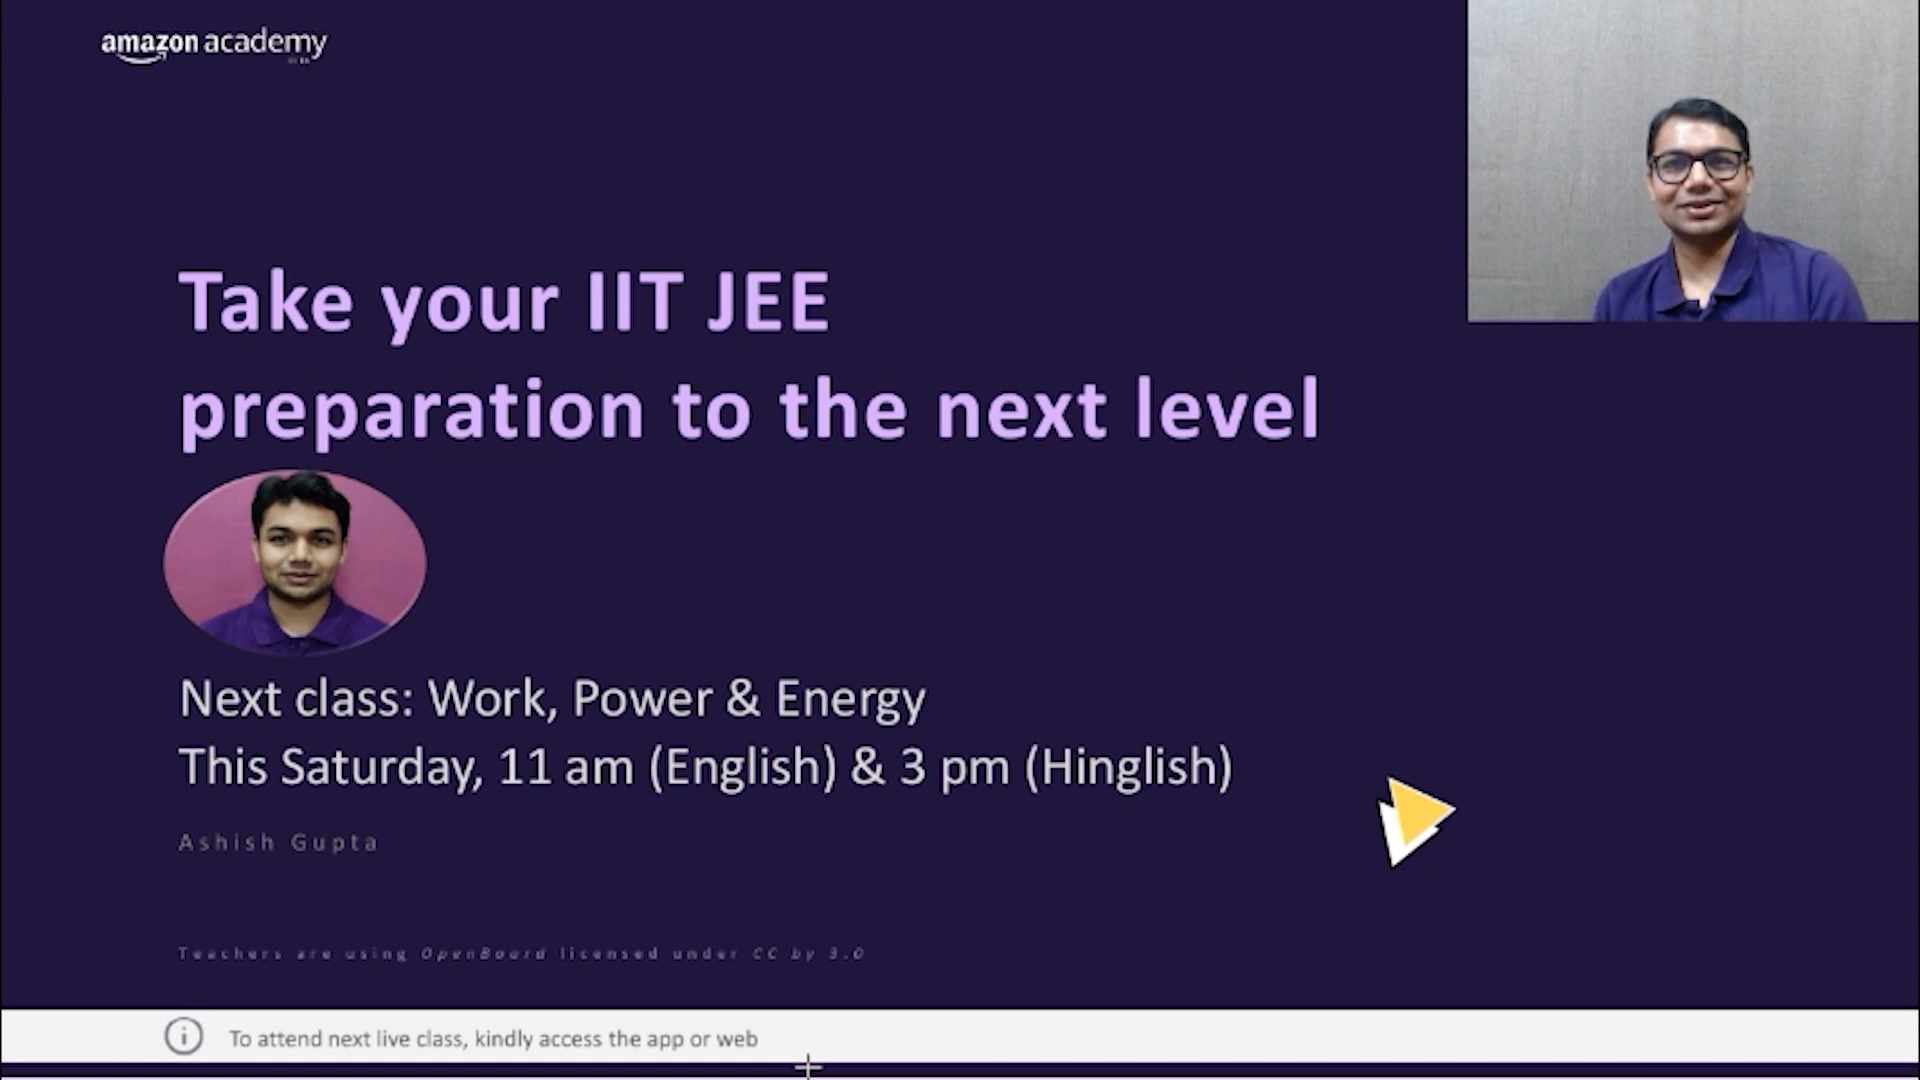 amazon academy
Take your IIT JEE
preparation to the next level
Next class: Work, Power & Energy
This Saturday, 11 am (English) & 3 pm (Hinglish)
Ashish Gupta
Teachers are using OpenBoard licensed under CC by 3.0
To attend next live class, kindly access the app or web